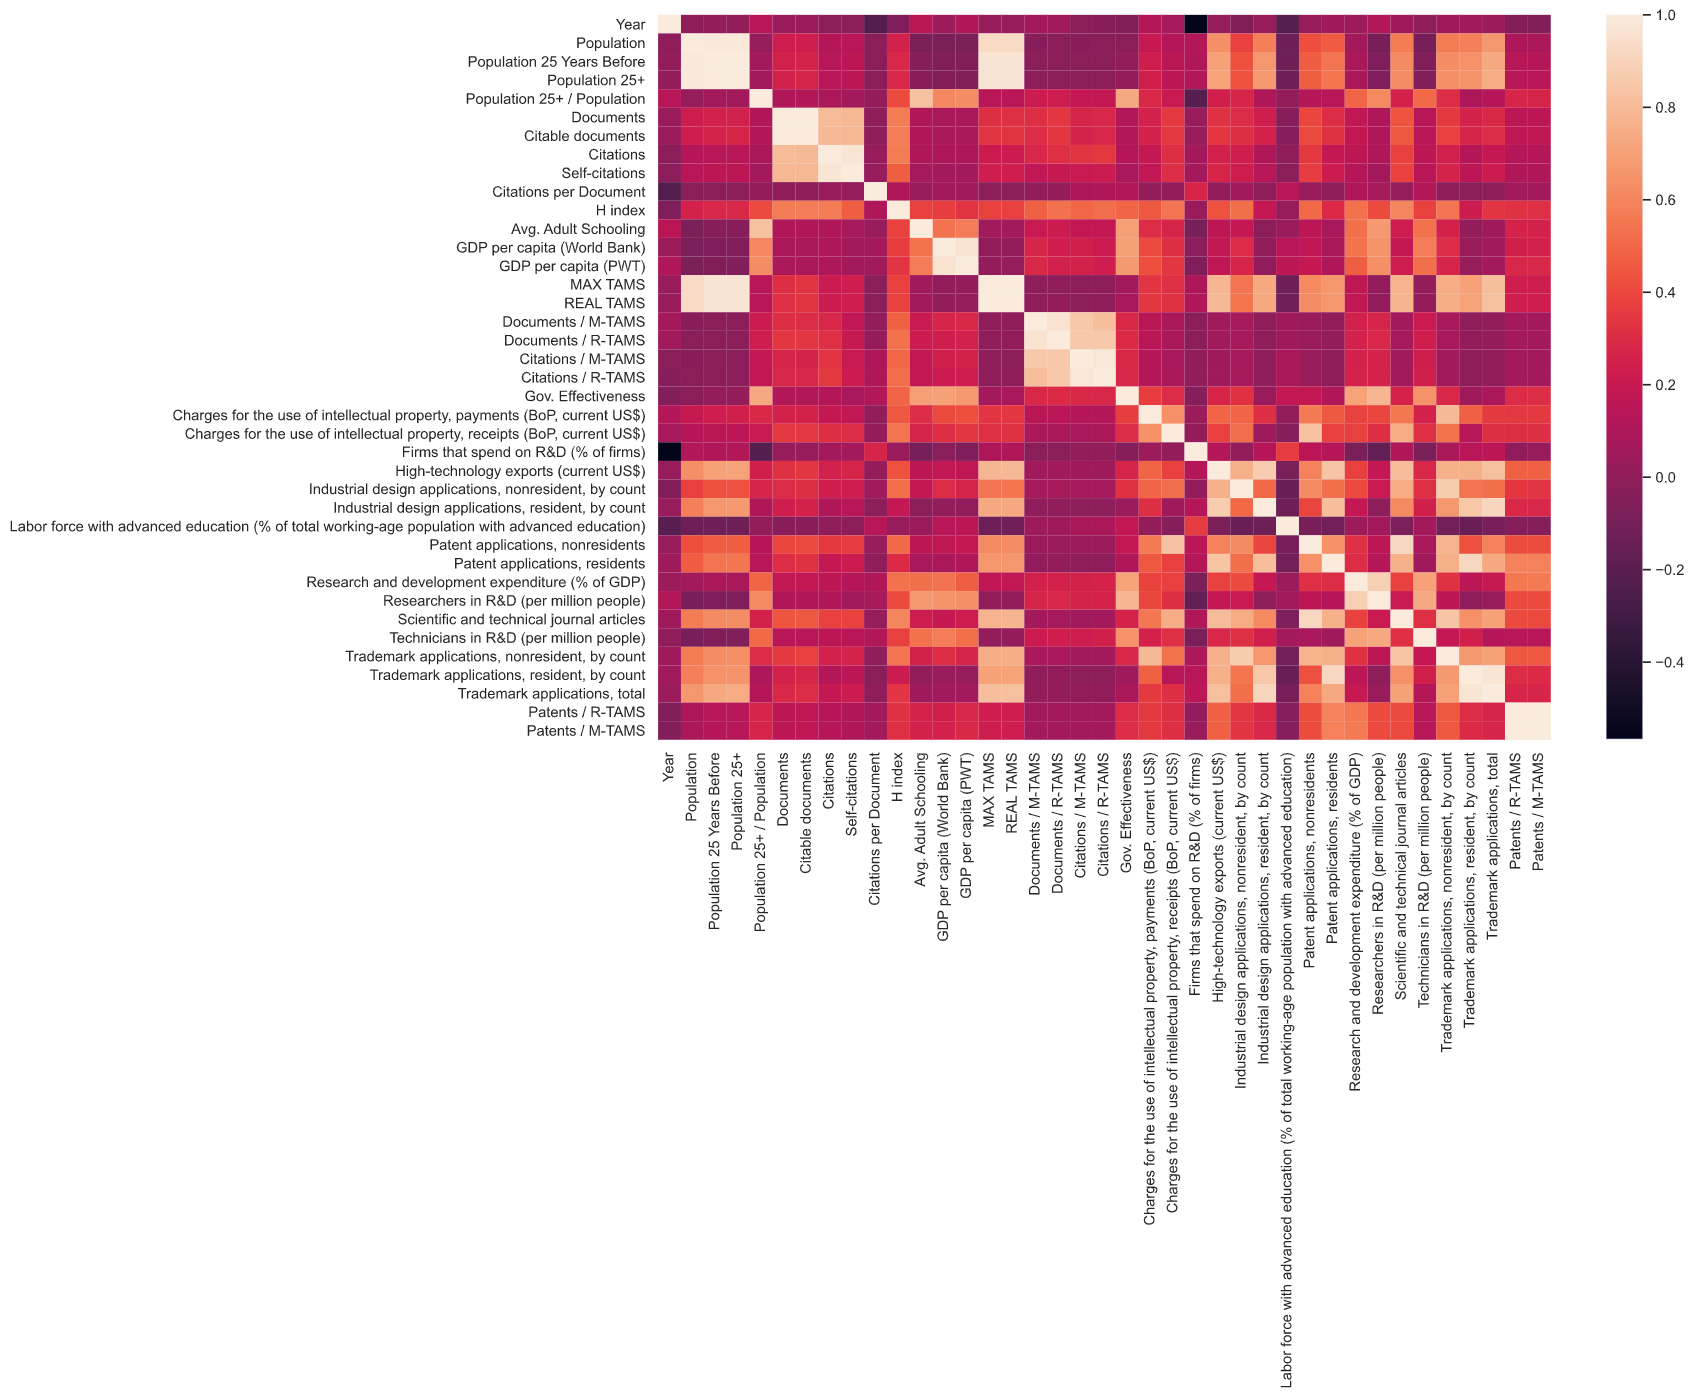 Year
Population
Population 25 Years Before
Population 25+
Population 25+ / Population
Documents
Citable documents
Citations
Self-citations
Citations per Document
H index
Avg. Adult Schooling
GDP per capita (World Bank)
GDP per capita (PWT)
MAX TAMS
REAL TAMS
Documents / M-TAMS
Documents / R-TAMS
Citations / M-TAMS
Citations / R-TAMS
Gov. Effectiveness
Charges for the use of intellectual property, payments (BoP, current US$)
Charges for the use of intellectual property, receipts (BoP, current US$)
Firms that spend on R&D (% of firms)
High-technology exports (current US$)
Industrial design applications, nonresident, by count
Industrial design applications, resident, by count
Labor force with advanced education (% of total working-age population with advanced education)
Patent applications, nonresidents
Patent applications, residents
Research and development expenditure (% of GDP)
Researchers in R&D (per million people)
Scientific and technical journal articles
Technicians in R&D (per million people)
Trademark applications, nonresident, by count
Trademark applications, resident, by count
Trademark applications, total
Patents / R-TAMS
Patents / M-TAMS
Year
Population
Population 25 Years Before
Population 25+
Population 25+ / Population
Documents
Citable documents
Citations
Self-citations
Citations per Document
H index
Avg. Adult Schooling
GDP per capita (World Bank)
GDP per capita (PWT)
MAX TAMS
REAL TAMS
Documents / M-TAMS
Documents / R-TAMS
Citations / M-TAMS
Citations / R-TAMS
Gov. Effectiveness
Charges for the use of intellectual property, payments (BoP, current US$)
Charges for the use of intellectual property, receipts (BoP, current US$)
Firms that spend on R&D (% of firms)
High-technology exports (current US$)
Industrial design applications, nonresident, by count
Industrial design applications, resident, by count
Labor force with advanced education (% of total working-age population with advanced education)
Patent applications, nonresidents
Patent applications, residents
Research and development expenditure (% of GDP)
Researchers in R&D (per million people)
Scientific and technical journal articles
Technicians in R&D (per million people)
Trademark applications, nonresident, by count
Trademark applications, resident, by count
Trademark applications, total
Patents / R-TAMS
Patents / M-TAMS
1.0
0.8
0.6
0.4
0.2
0.0
−0.2
−0.4